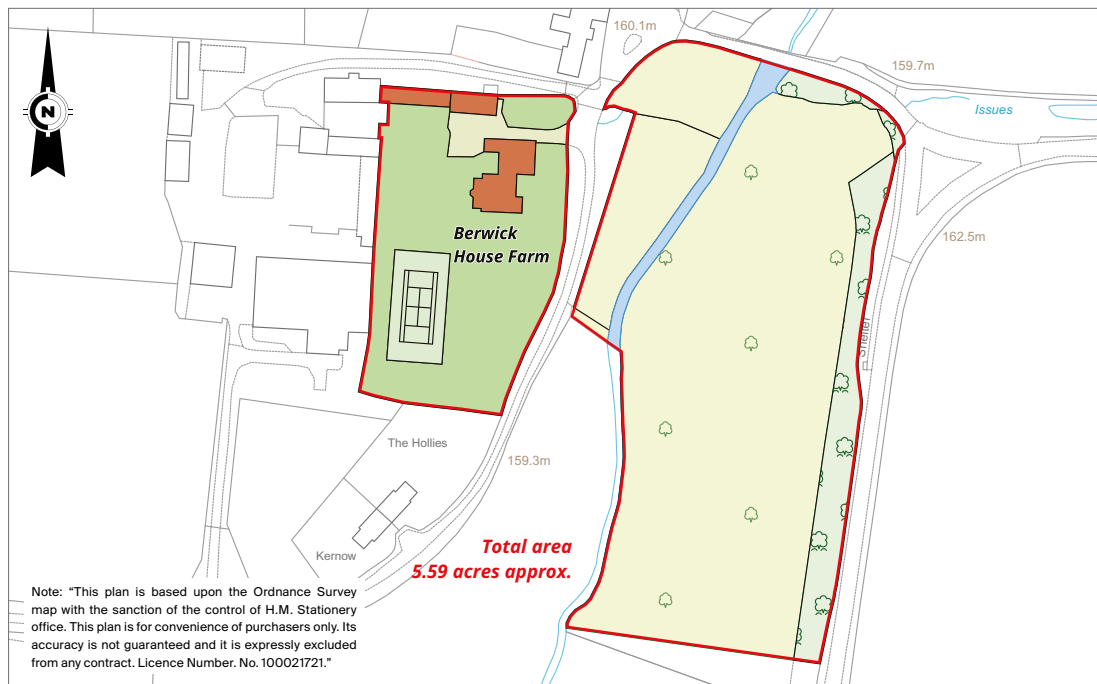 160.1m
159.7m
N
Issues
162.5m
Berwick
House Farm
Shelter
The Hollies
159.3m
Total area
5.59 acres approx.
Kernow
Note: “This plan is based upon the Ordnance Survey
map with the sanction of the control of H.M. Stationery
office. This plan is for convenience of purchasers only. Its
accuracy is not guaranteed and it is expressly excluded
from any contract. Licence Number. No. 100021721.”